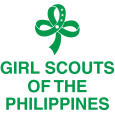 GIRL SCOUTS
OF THE
PHILIPPINES